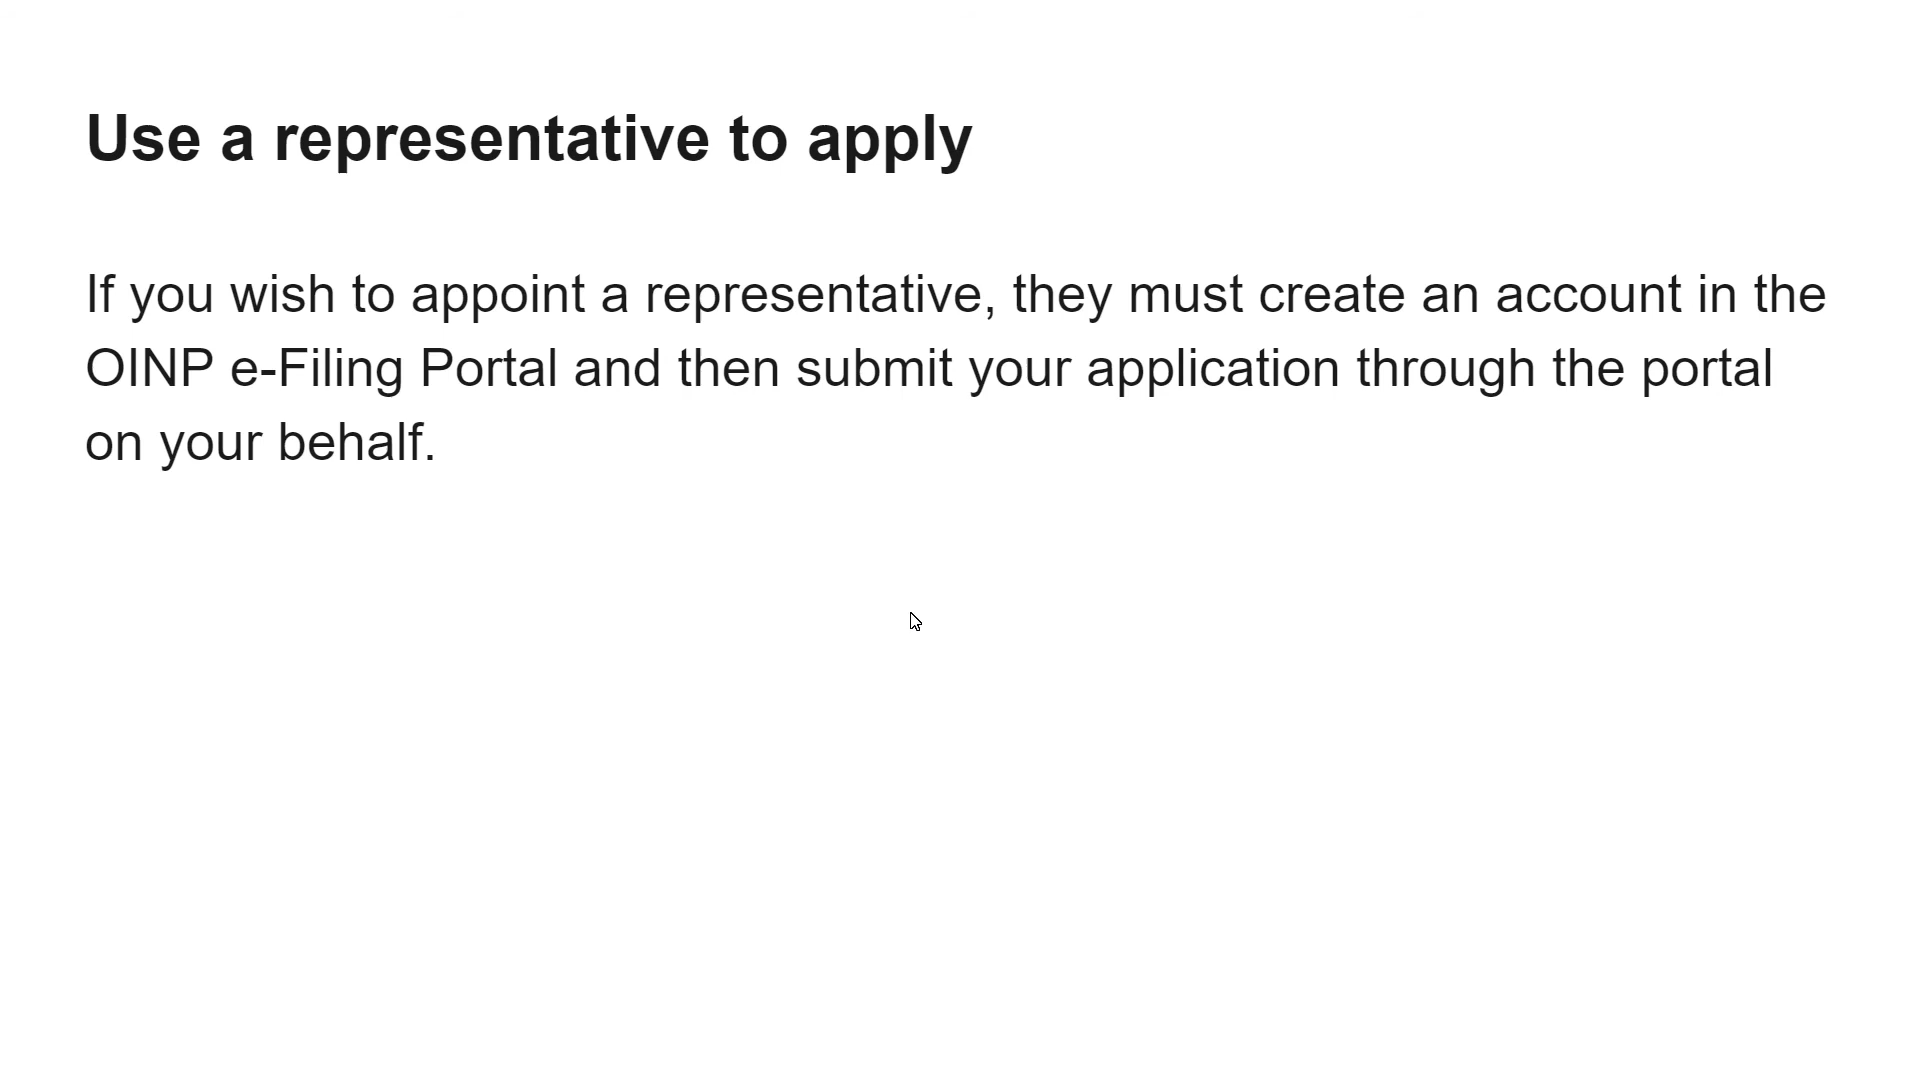 Use a representative to apply
If you wish to appoint a representative, they must create an account in the
OINP e-Filing Portal and then submit your application through the portal
on your behalf.